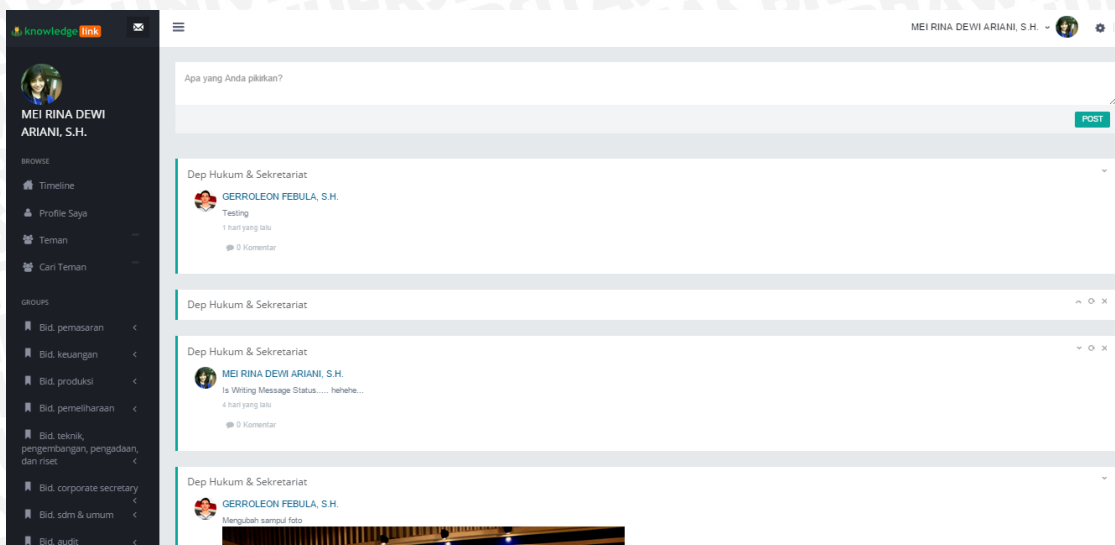 knowledge link
MEI RINA DEWI ARIANI, S.H.
Apa yang Anda pikirkan?
POST
MEI RINA DEWI
ARIANI, S.H.
BROWSE
Timeline
Profile Saya
Teman
Cari Teman
GROUPS
Bid. pemasaran
Bid. keuangan
Bid. produksi
Bid. pemeliharaan
Bid. teknik,
pengembangan, pengadaan,
dan riset
Bid. corporate secretary
Bid. sdm & umum
Bid. audit
Dep Hukum & Sekretariat
GERROLEON FEBULA, S.H.
Testing
1 hari yang lalu
0 Komentar
Dep Hukum & Sekretariat
Dep Hukum & Sekretariat
MEI RINA DEWI ARIANI, S.H.
Is Writing Message Status..... hehehe...
4 hari yang lalu
0 Komentar
Dep Hukum & Sekretariat
GERROLEON FEBULA, S.H.
Mengubah sampul foto